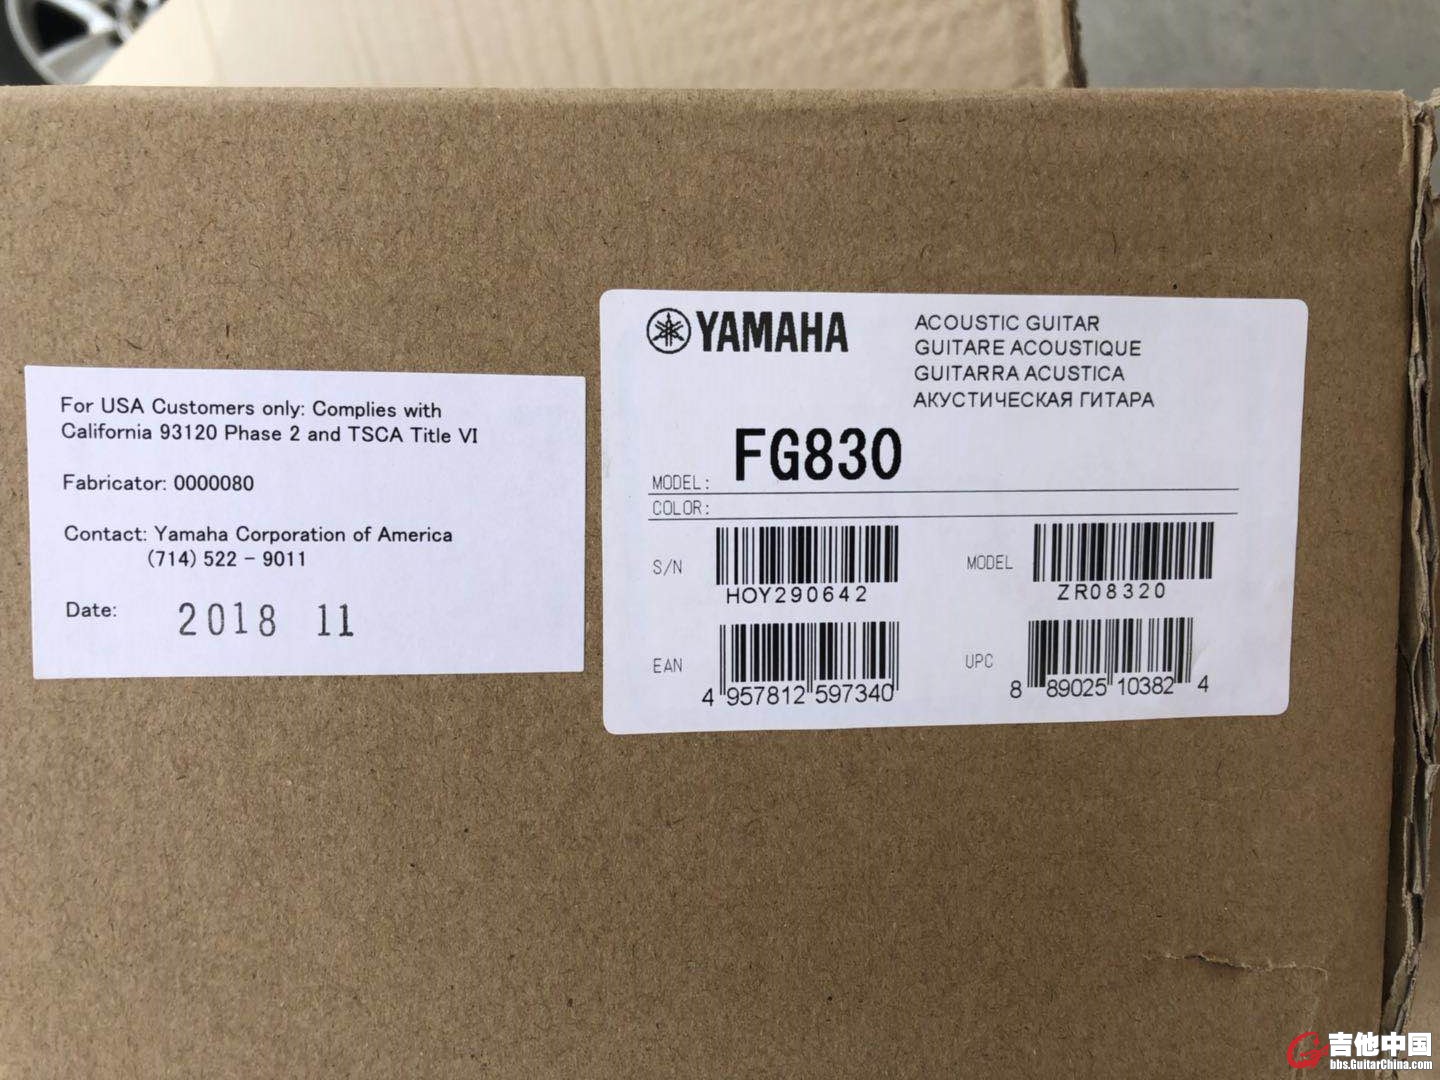 For USA Customers only: Complies with
California 93120 Phase 2 and TSCA Title VI
Fabricator: 0000080
Contact: Yamaha Corporation of America
(714) 522 - 9011
Date: 2018 11
YAMAHA
ACOUSTIC GUITAR
GUITARE ACOUSTIQUE
GUITARRA ACUSTICA
АКУСТИЧЕСКАЯ ГИТАРА
MODEL: FG830
COLOR:
S/N
HOY290642
MODEL
ZR08320
EAN
4 957812 597340
UPC
8 89025 10382 4
吉他中国
bbs.GuitarChina.com